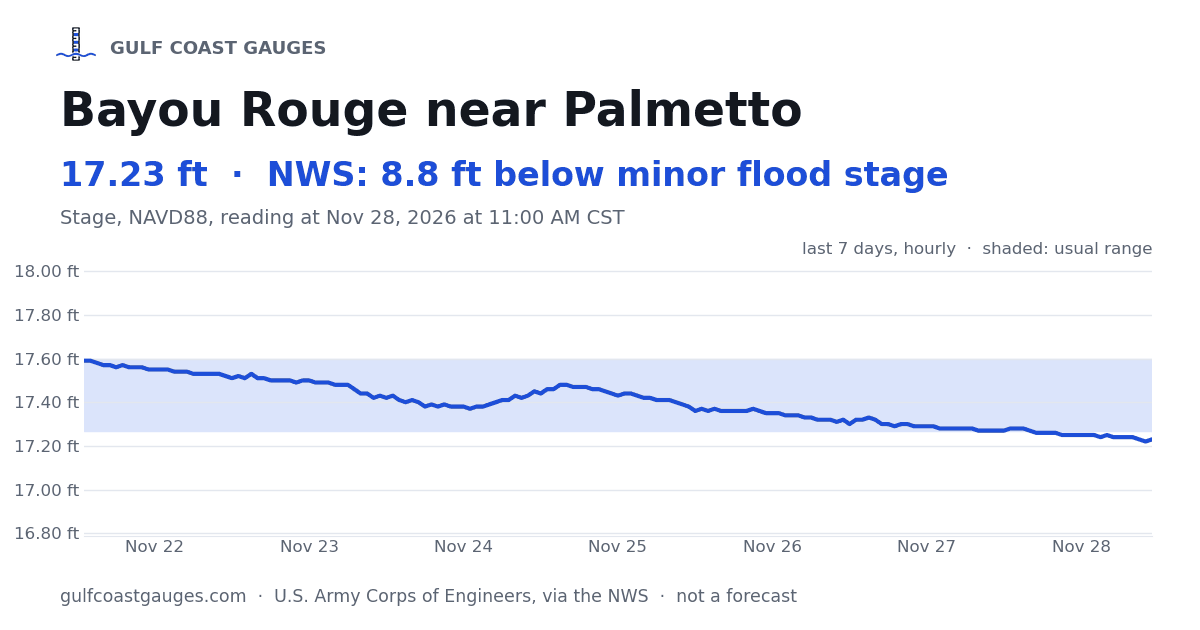 GULF COAST GAUGES
Bayou Rouge near Palmetto
17.23 ft · NWS: 8.8 ft below minor flood stage
Stage, NAVD88, reading at Nov 28, 2026 at 11:00 AM CST
last 7 days, hourly · shaded: usual range
18.00 ft
17.80 ft
17.60 ft
17.40 ft
17.20 ft
17.00 ft
16.80 ft
Nov 22 Nov 23 Nov 24 Nov 25 Nov 26 Nov 27 Nov 28
gulfcoastgauges.com · U.S. Army Corps of Engineers, via the NWS · not a forecast